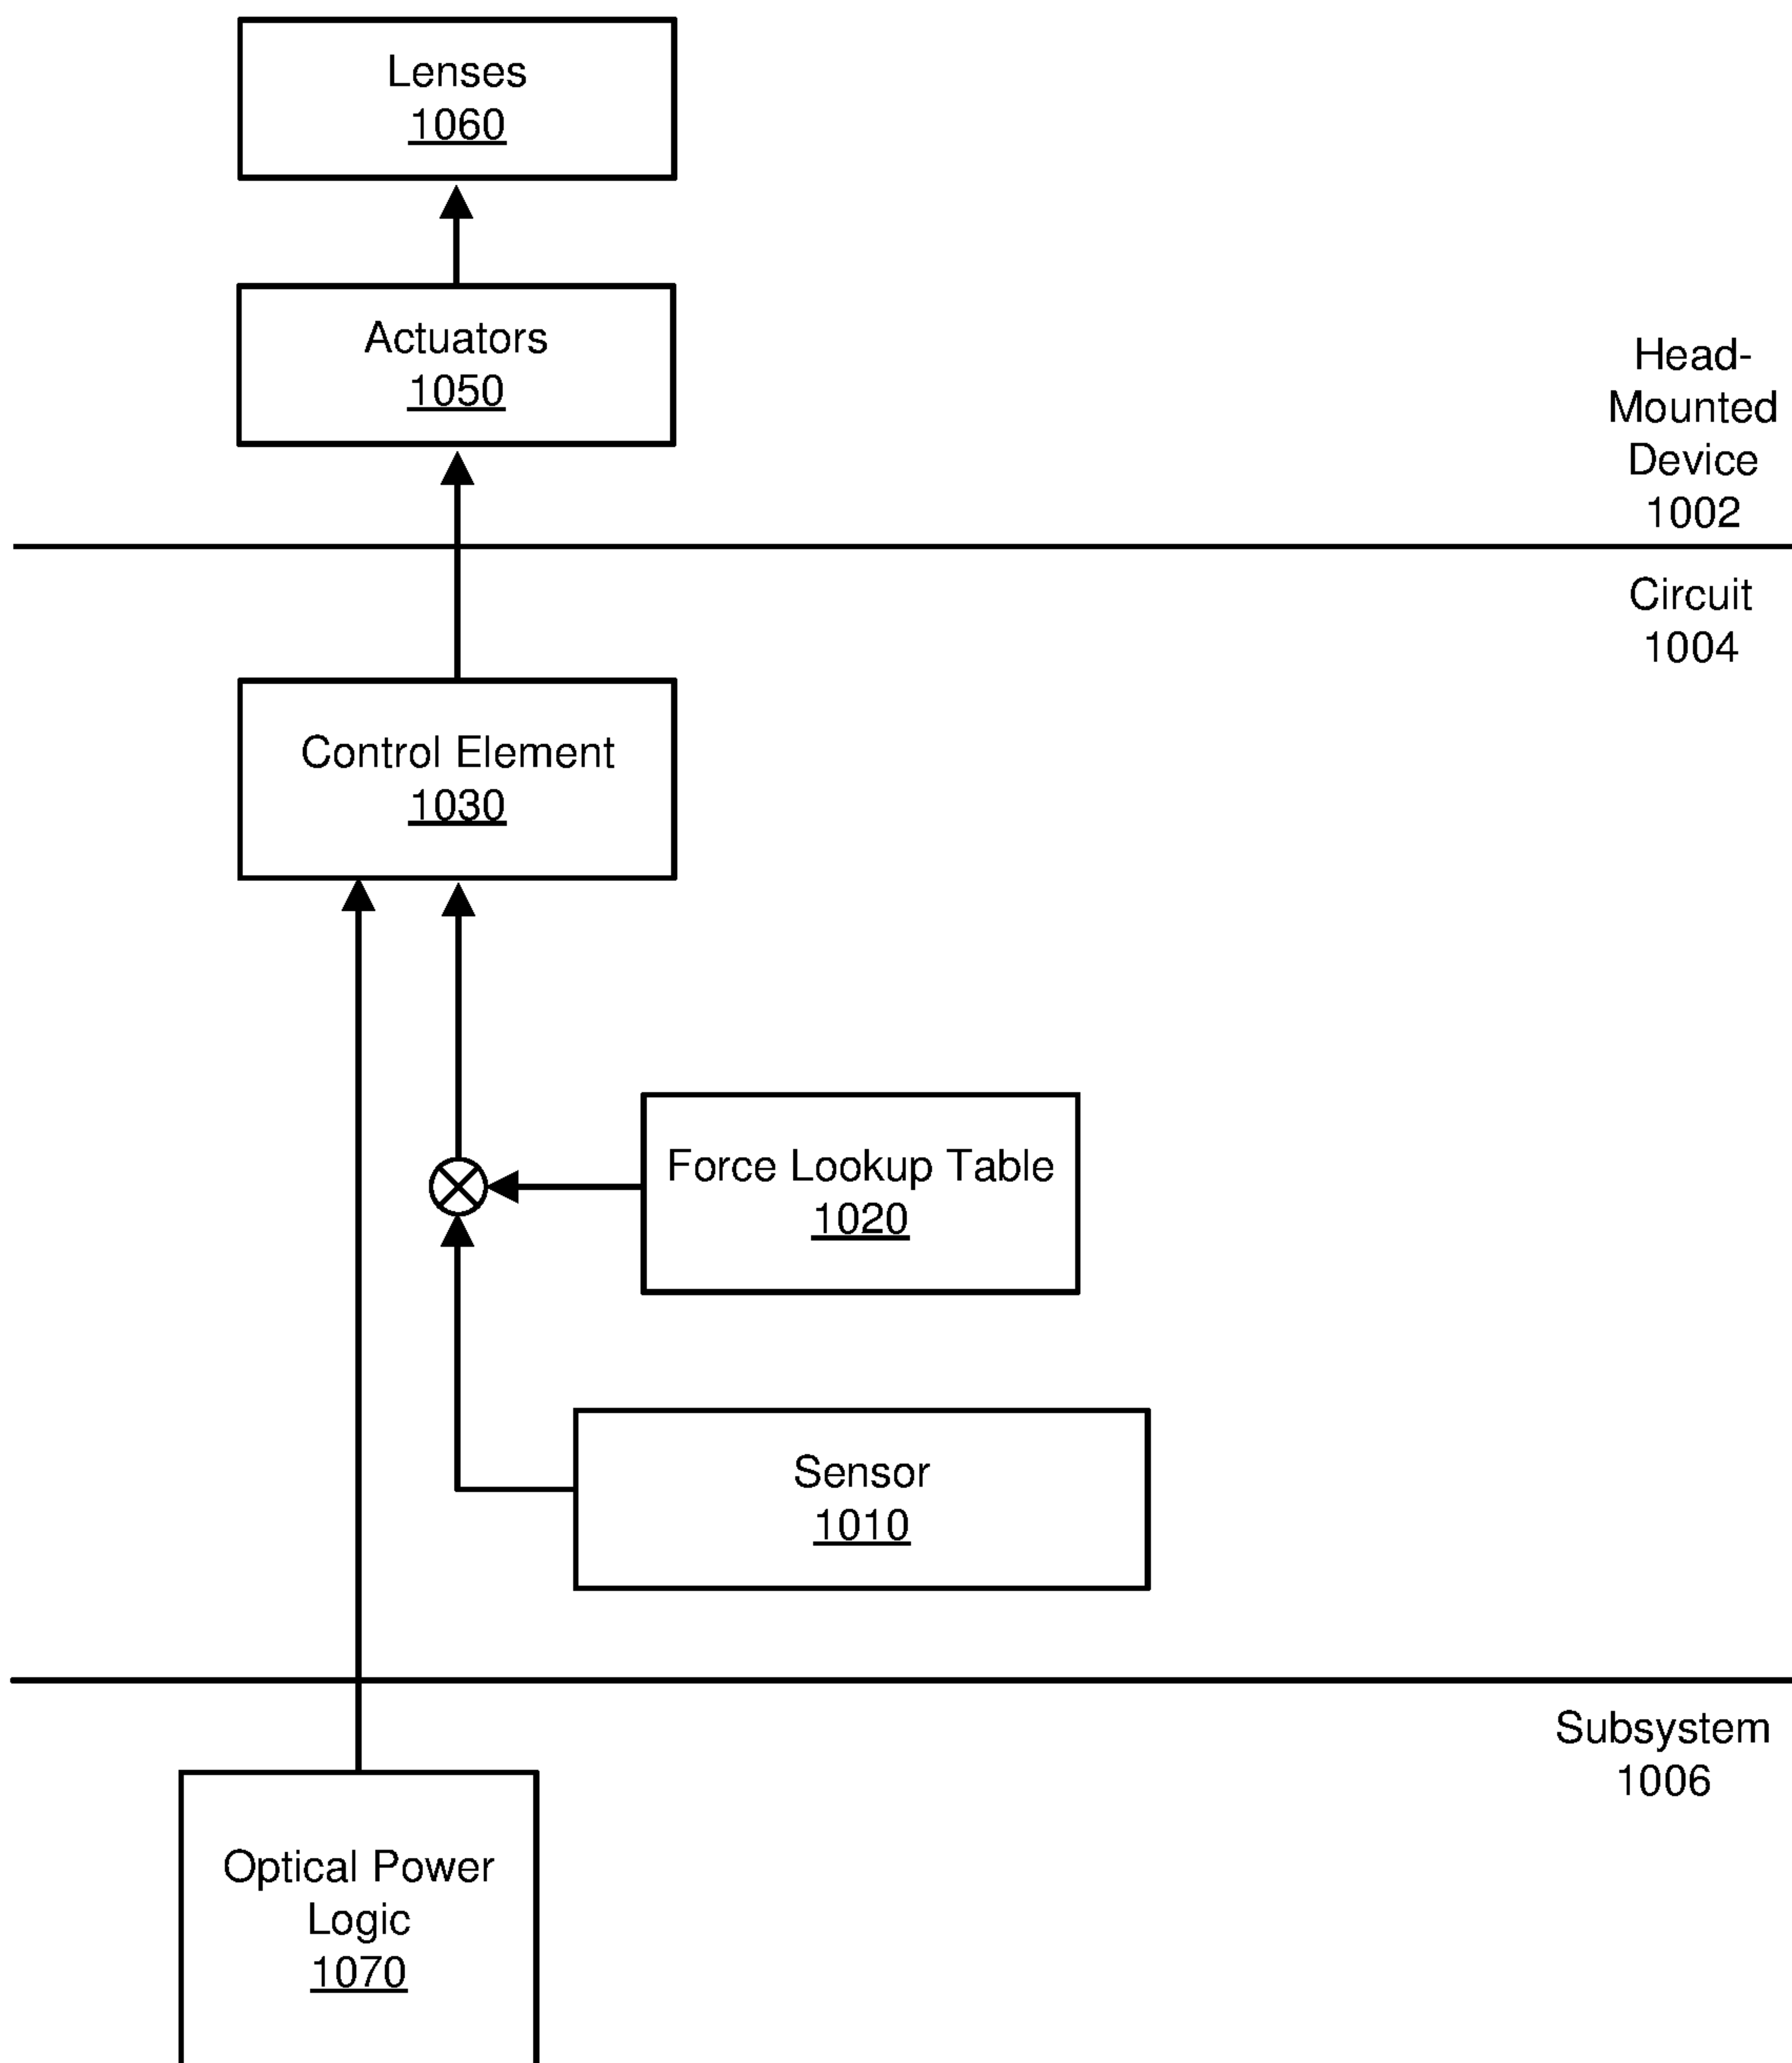 Lenses
1060
Actuators
1050
Head-
Mounted
Device
1002
Circuit
1004
Control Element
1030
Force Lookup Table
1020
Sensor
1010
Subsystem
1006
Optical Power
Logic
1070